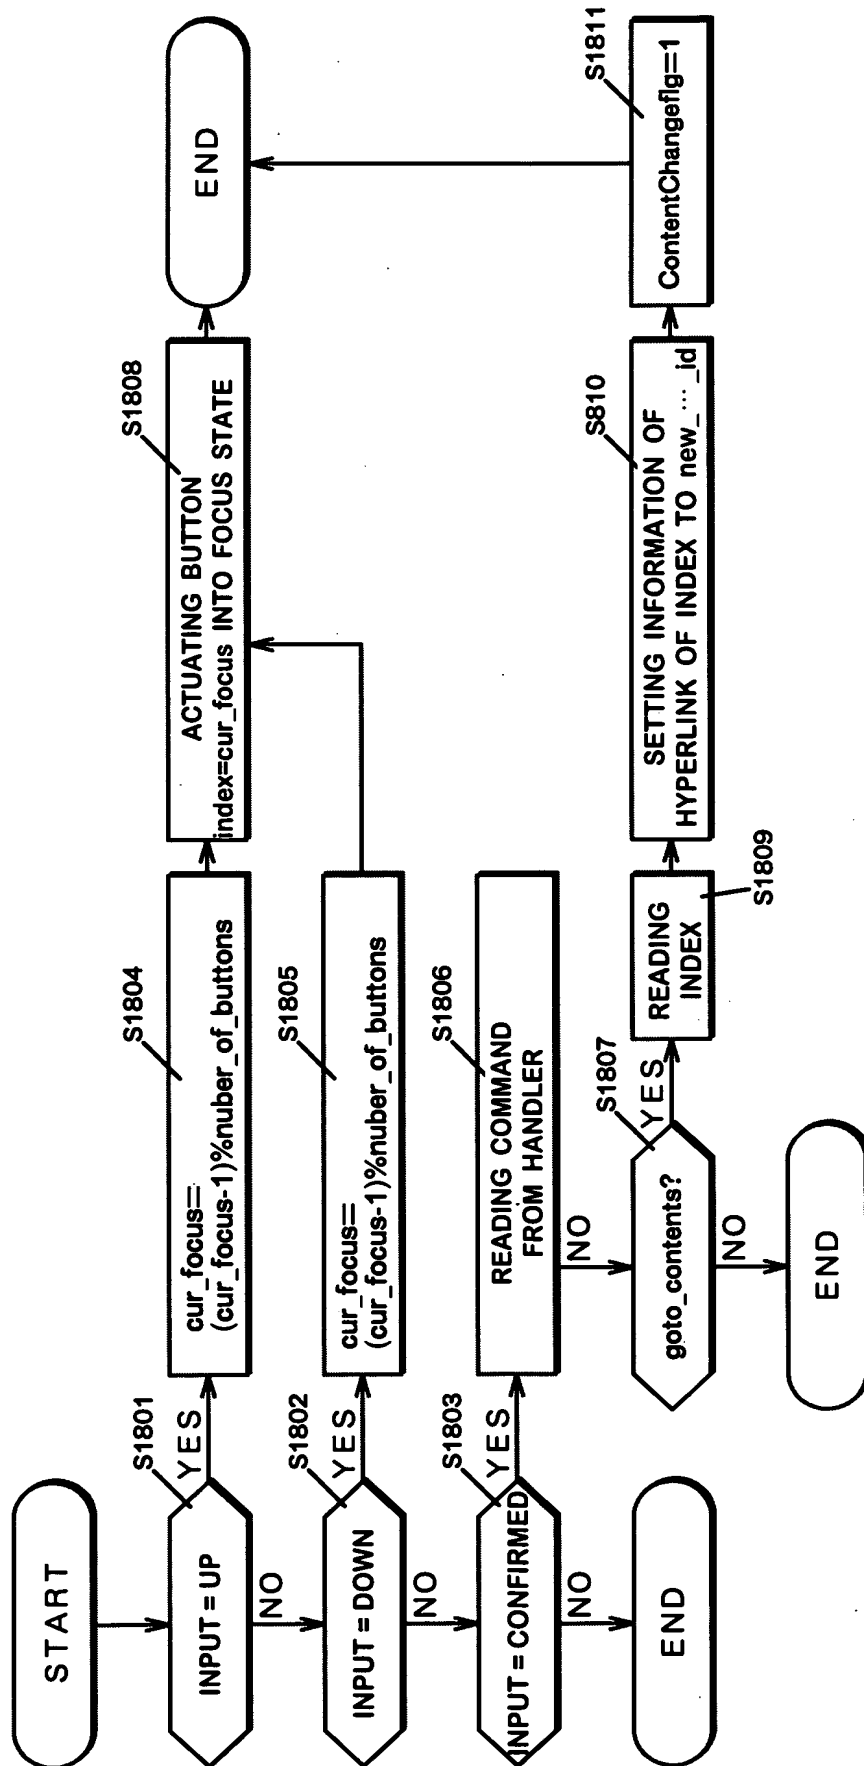 START
S1801
INPUT = UP
YES
NO
S1804
cur_focus=
(cur_focus-1)%nuber_of_buttons
S1808
ACTUATING BUTTON
index=cur_focus INTO FOCUS STATE
END
S1802
INPUT = DOWN
YES
NO
S1805
cur_focus=
(cur_focus-1)%nuber_of_buttons
S1803
INPUT = CONFIRMED
YES
NO
S1806
READING COMMAND
FROM HANDLER
NO
END
S1807
goto_contents?
YES
NO
READING
INDEX
S1809
S810
SETTING INFORMATION OF
HYPERLINK OF INDEX TO new_···_id
S1811
ContentChangeflg=1
END